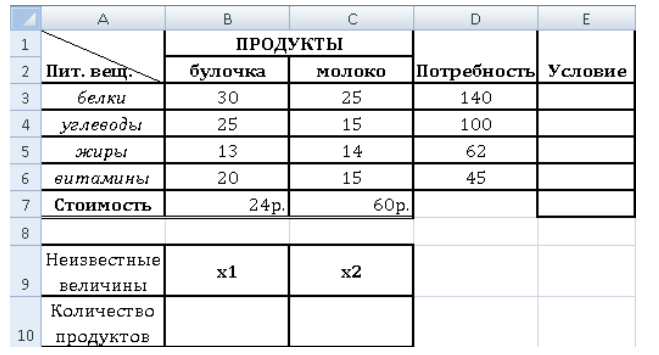 A B C D E
1 ПРОДУКТЫ
2 Пит. вещ. булочка молоко Потребность Условие
3 белки 30 25 140
4 углеводы 25 15 100
5 жиры 13 14 62
6 витамины 20 15 45
7 Стоимость 24р. 60р.
8
Неизвестные
9 величины x1 x2
Количество
10 продуктов